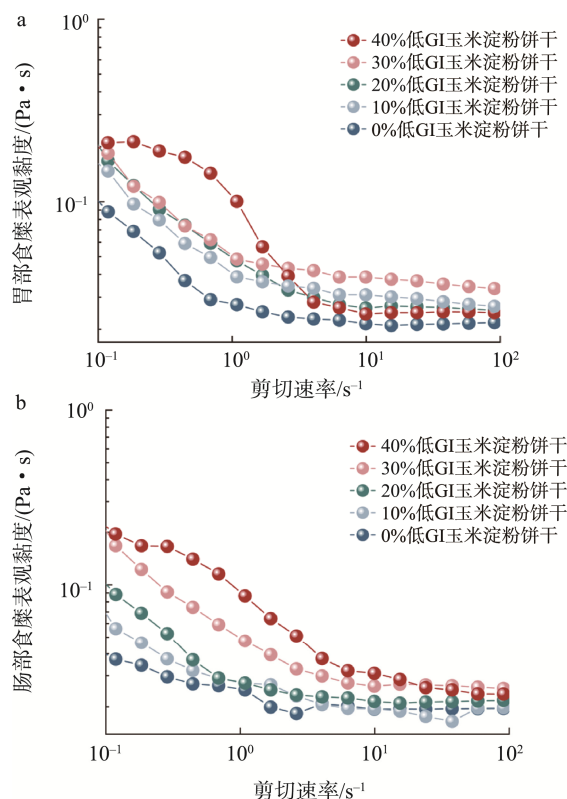 a
10⁰
10⁻¹
胃部食糜表观黏度/(Pa·s)
40%低GI玉米淀粉饼干
30%低GI玉米淀粉饼干
20%低GI玉米淀粉饼干
10%低GI玉米淀粉饼干
0%低GI玉米淀粉饼干
10⁻¹ 10⁰ 10¹ 10²
剪切速率/s⁻¹
b
10⁰
10⁻¹
肠部食糜表观黏度/(Pa·s)
40%低GI玉米淀粉饼干
30%低GI玉米淀粉饼干
20%低GI玉米淀粉饼干
10%低GI玉米淀粉饼干
0%低GI玉米淀粉饼干
10⁻¹ 10⁰ 10¹ 10²
剪切速率/s⁻¹